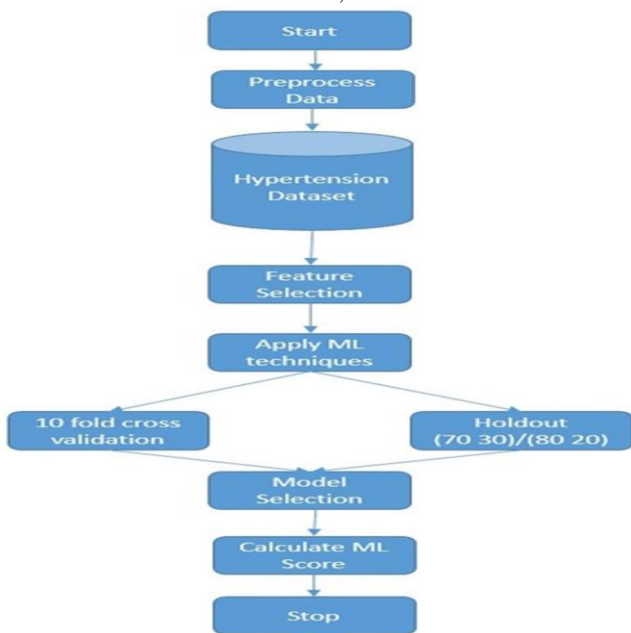 Start
Preprocess
Data
Hypertension
Dataset
Feature
Selection
Apply ML
techniques
10 fold cross
validation
Holdout
(70 30)/(80 20)
Model
Selection
Calculate ML
Score
Stop